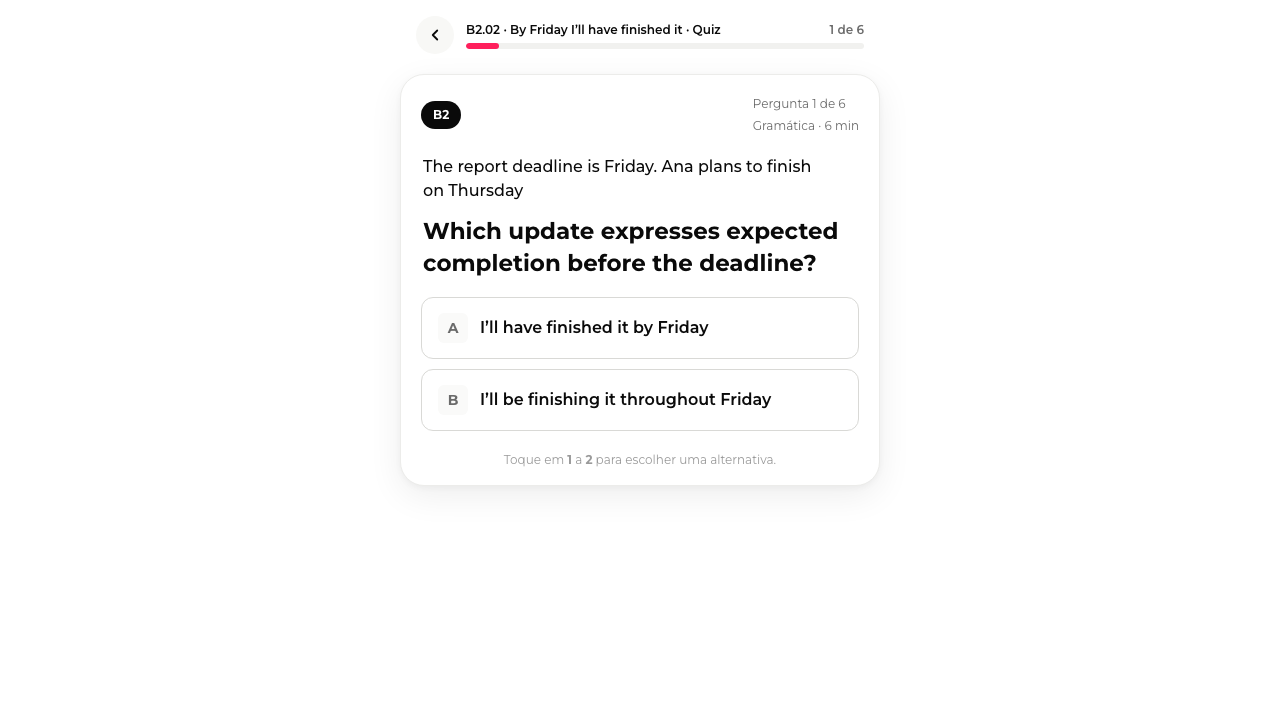 B2.02 · By Friday I’ll have finished it · Quiz
1 de 6
B2
Pergunta 1 de 6
Gramática · 6 min
The report deadline is Friday. Ana plans to finish
on Thursday
Which update expresses expected
completion before the deadline?
A I’ll have finished it by Friday
B I’ll be finishing it throughout Friday
Toque em 1 a 2 para escolher uma alternativa.